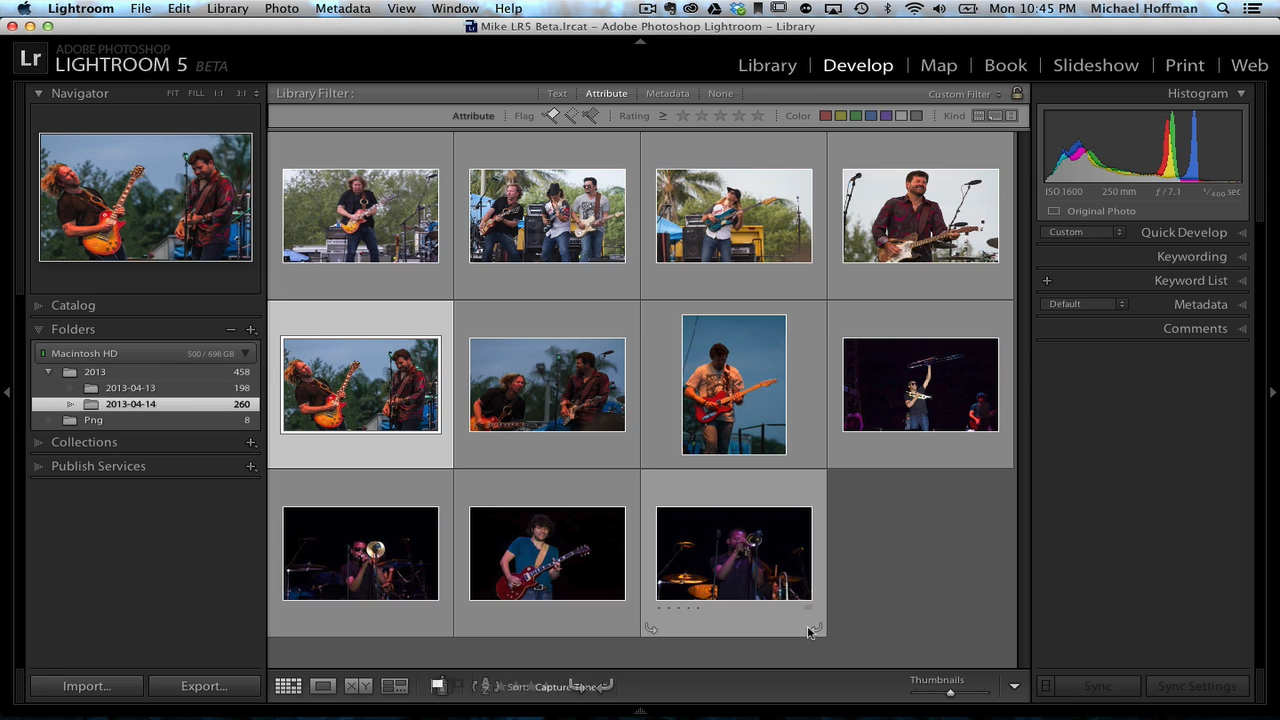 Lightroom File Edit Library Photo Metadata View Window Help Mon 10:45 PM Michael Hoffman
Mike LR5 Beta.lrcat – Adobe Photoshop Lightroom – Library
Lr ADOBE PHOTOSHOP
LIGHTROOM 5 BETA
Library | Develop | Map | Book | Slideshow | Print | Web
Navigator FIT FILL 1:1 3:1
Library Filter : Text Attribute Metadata None Custom Filter
Histogram
Attribute Flag Rating ≥ Color Kind
ISO 1600 250 mm ƒ / 7.1 1/400 sec
Original Photo
Custom Quick Develop
Keywording
Keyword List
Default Metadata
Comments
Catalog
Folders
Macintosh HD 500 / 698 GB
2013 458
2013-04-13 198
2013-04-14 260
Png 8
Collections
Publish Services
Import... Export...
Sort: Capture Time
Thumbnails
Sync Sync Settings